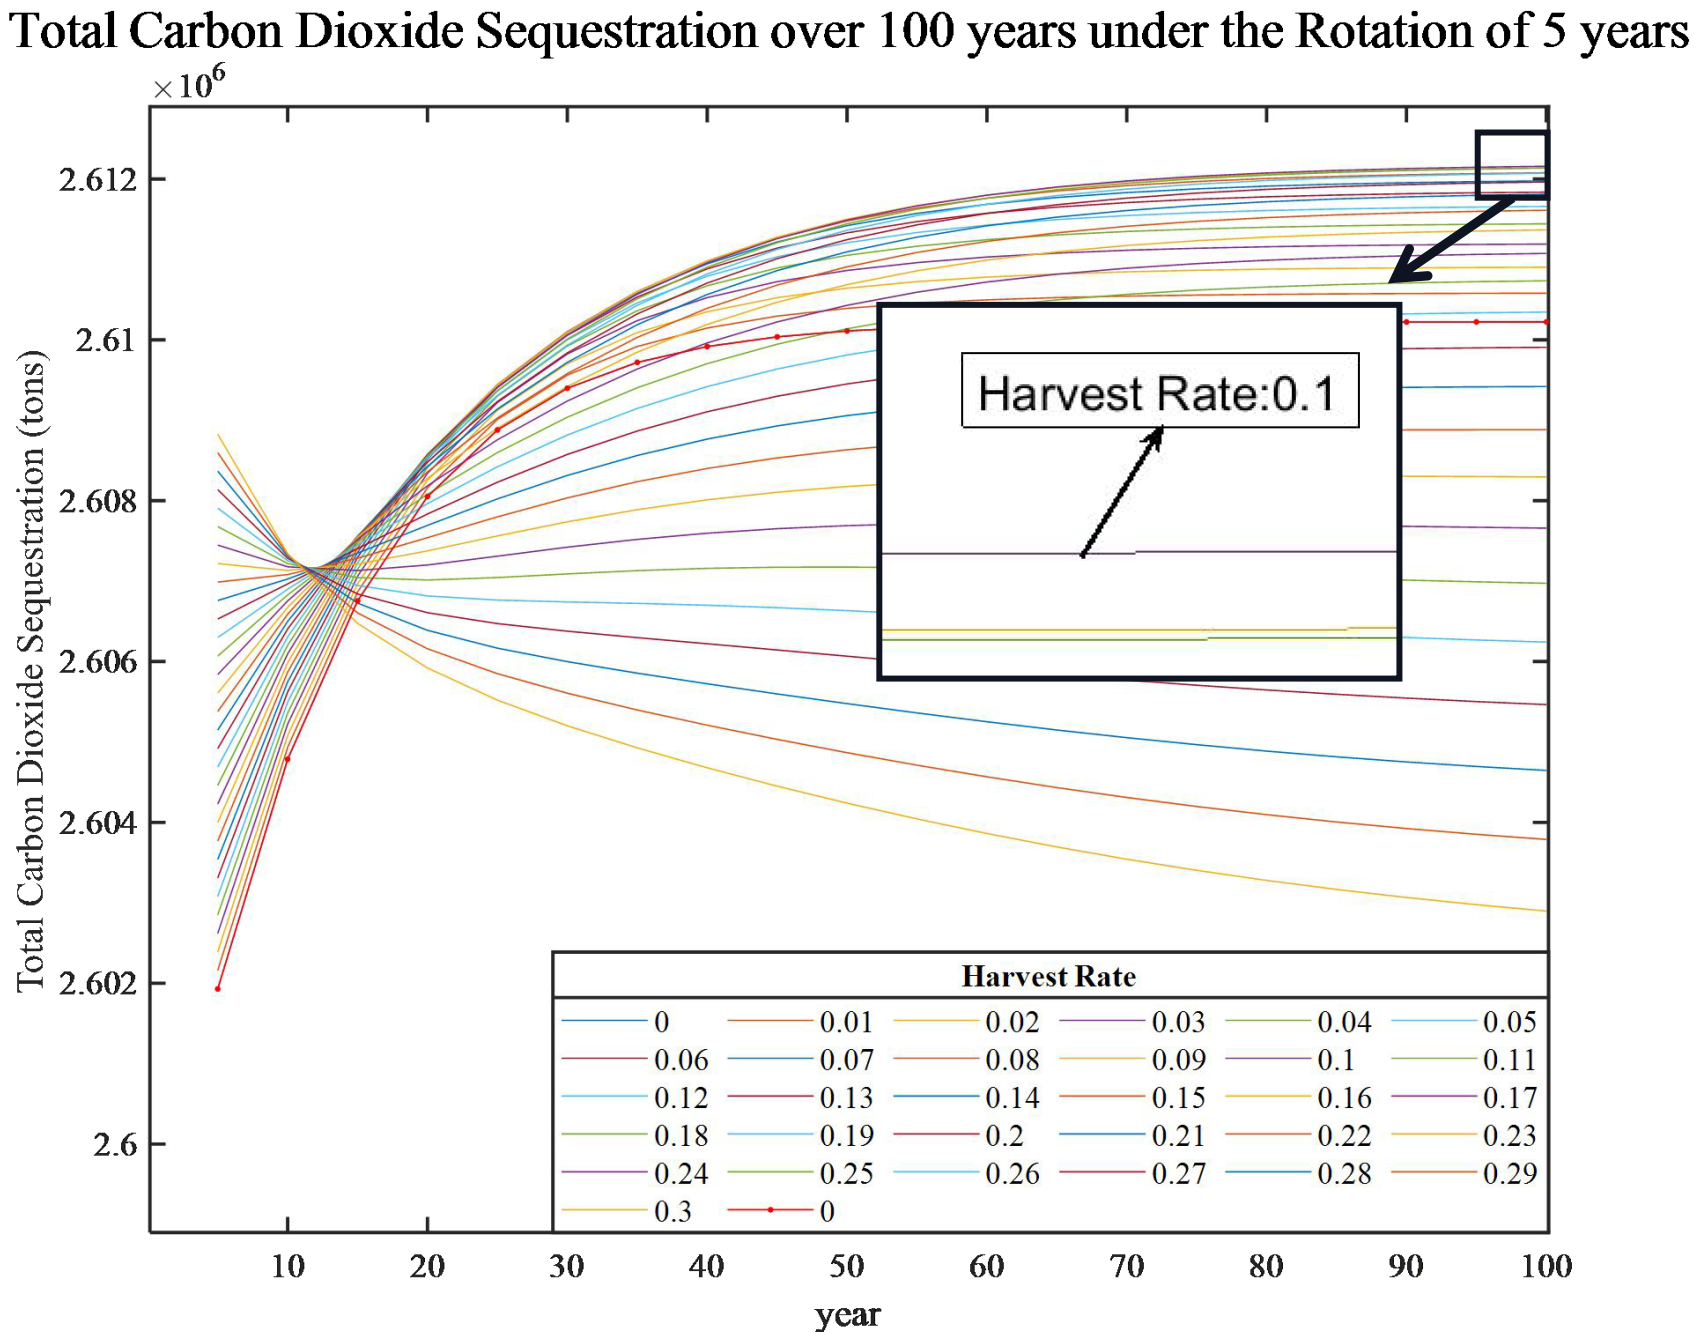 Total Carbon Dioxide Sequestration over 100 years under the Rotation of 5 years
×10⁶
2.612
2.61
2.608
2.606
2.604
2.602
2.6
Total Carbon Dioxide Sequestration (tons)
Harvest Rate:0.1
Harvest Rate
0 0.01 0.02 0.03 0.04 0.05
0.06 0.07 0.08 0.09 0.1 0.11
0.12 0.13 0.14 0.15 0.16 0.17
0.18 0.19 0.2 0.21 0.22 0.23
0.24 0.25 0.26 0.27 0.28 0.29
0.3 0
10 20 30 40 50 60 70 80 90 100
year